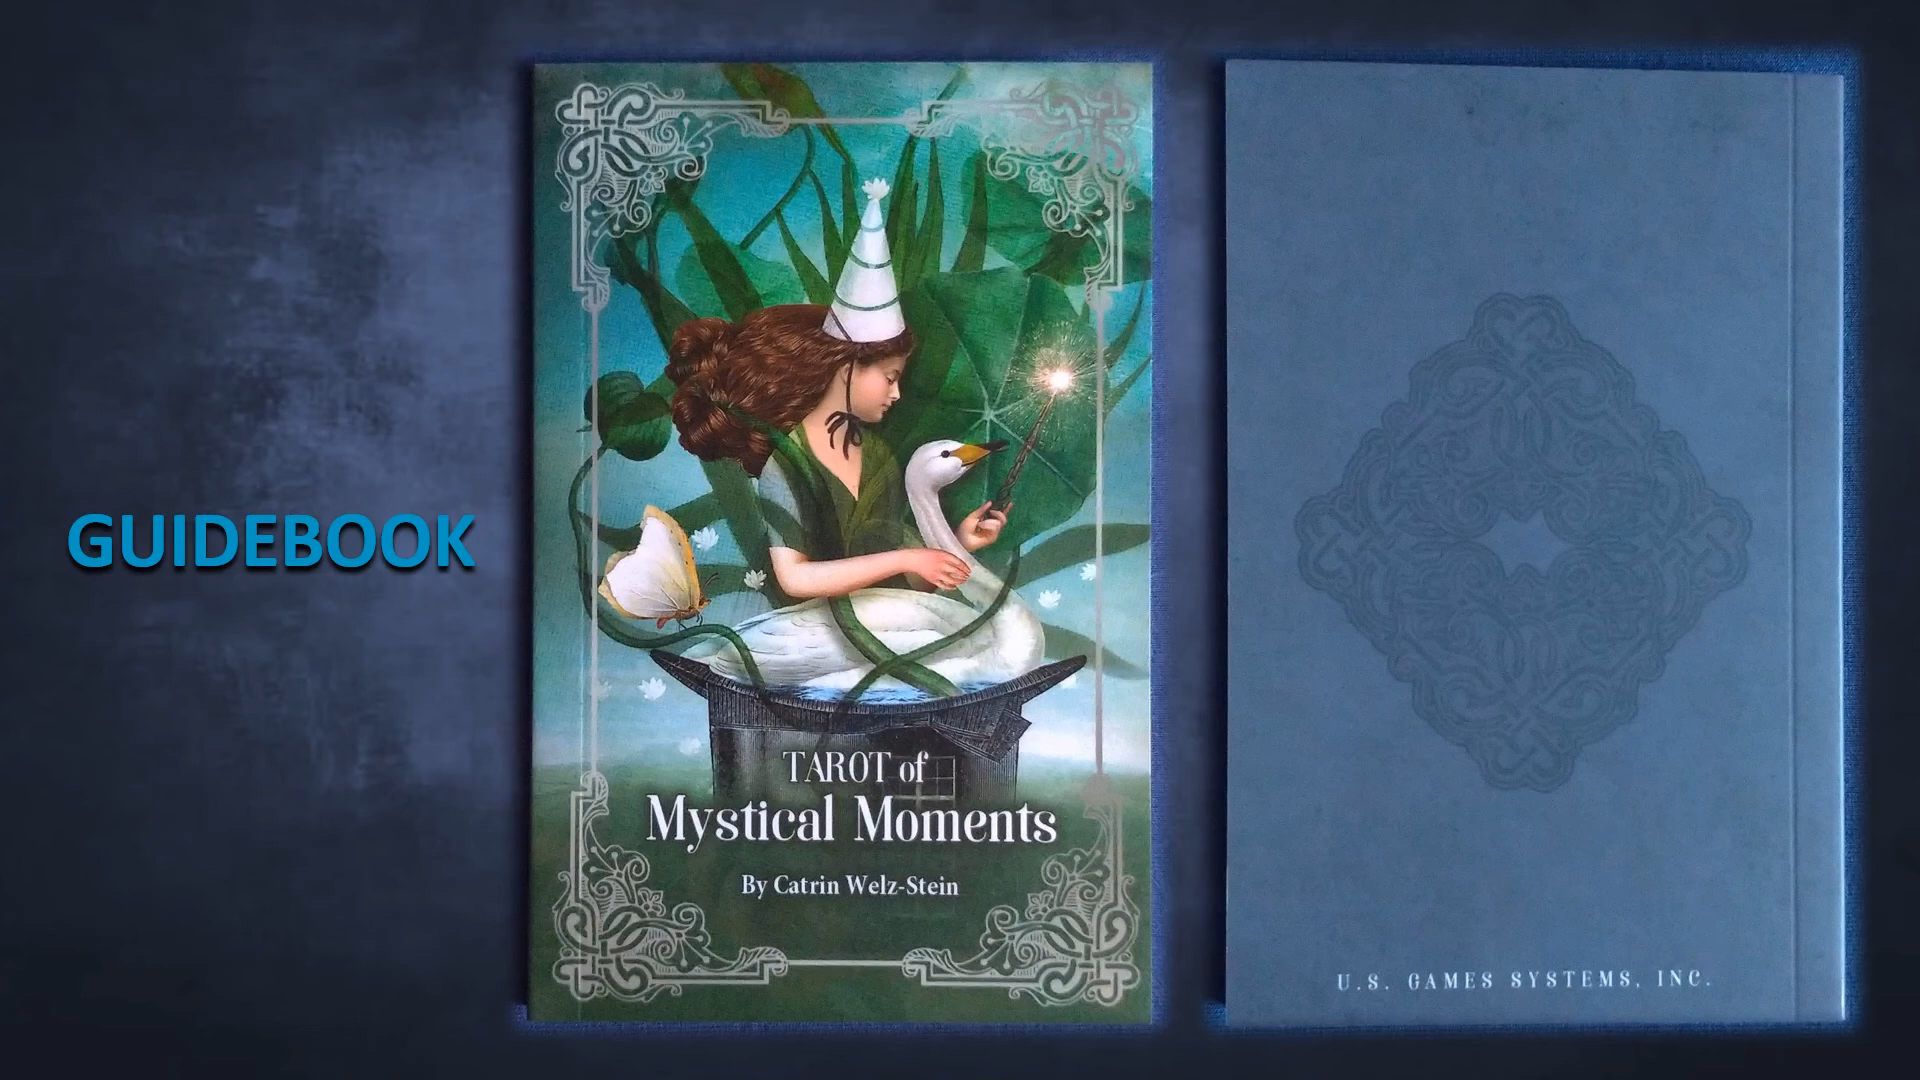 GUIDEBOOK
TAROT of
Mystical Moments
By Catrin Welz-Stein
U.S. GAMES SYSTEMS, INC.